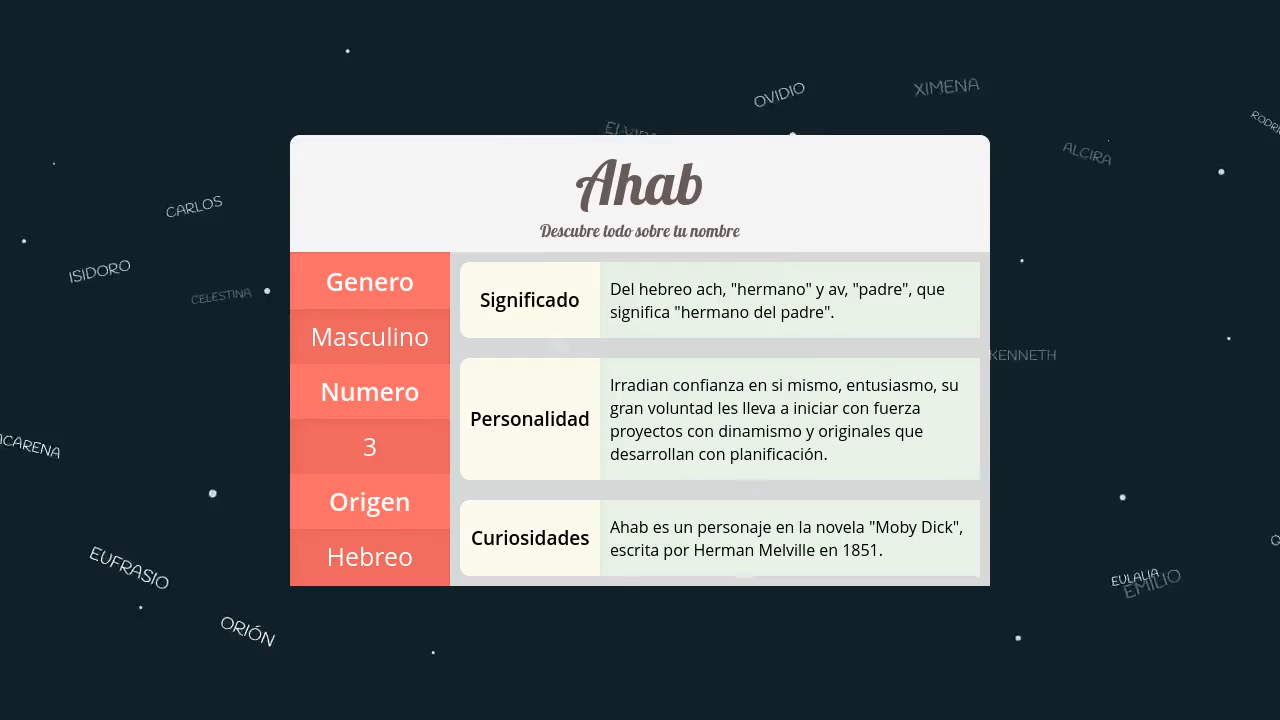 OVIDIO
XIMENA
ALCIRA
CARLOS
ISIDORO
CELESTINA
Ahab
Descubre todo sobre tu nombre
Genero
Masculino
Numero
3
Origen
Hebreo
Significado
Del hebreo ach, "hermano" y av, "padre", que
significa "hermano del padre".
Personalidad
Irradian confianza en si mismo, entusiasmo, su
gran voluntad les lleva a iniciar con fuerza
proyectos con dinamismo y originales que
desarrollan con planificación.
Curiosidades
Ahab es un personaje en la novela "Moby Dick",
escrita por Herman Melville en 1851.
KENNETH
EUFRASIO
ORIÓN
EULALIA
EMILIO